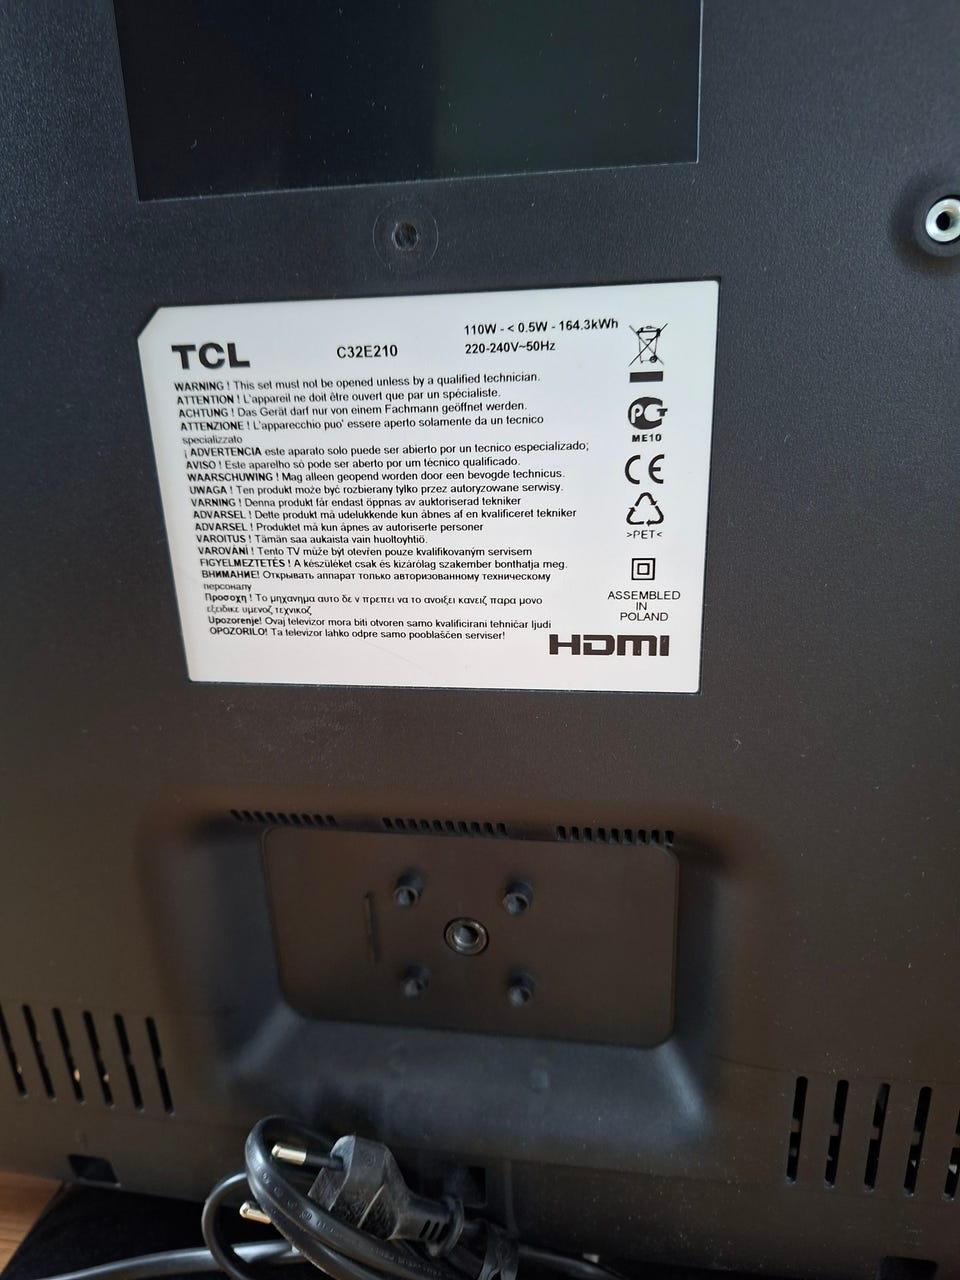 TCL
C32E210
110W - < 0.5W - 164.3kWh
220-240V~50Hz
WARNING ! This set must not be opened unless by a qualified technician.
ATTENTION ! L'appareil ne doit être ouvert que par un spécialiste.
ACHTUNG ! Das Gerät darf nur von einem Fachmann geöffnet werden.
ATTENZIONE ! L'apparecchio puo' essere aperto solamente da un tecnico
specializzato
¡ ADVERTENCIA este aparato solo puede ser abierto por un tecnico especializado;
AVISO ! Este aparelho só pode ser aberto por um técnico qualificado.
WAARSCHUWING ! Mag alleen geopend worden door een bevogde technicus.
UWAGA ! Ten produkt może być rozbierany tylko przez autoryzowane serwisy.
VARNING ! Denna produkt får endast öppnas av auktoriserad tekniker
ADVARSEL ! Dette produkt må udelukkende kun åbnes af en kvalificeret tekniker
ADVARSEL ! Produktet må kun åpnes av autoriserte personer
VAROITUS ! Tämän saa aukaista vain huoltoyhtiö.
VAROVÁNÍ ! Tento TV může být otevřen pouze kvalifikovaným servisem
FIGYELMEZTETÉS ! A készüléket csak és kizárólag szakember bonthatja meg.
ВНИМАНИЕ! Открывать аппарат только авторизованному техническому
персоналу
Προσοχη ! Το μηχανημα αυτο δε ν πρεπει να το ανοιξει κανειζ παρα μονο
εξειδικε υμενοζ τεχνικοζ
Upozorenje! Ovaj televizor mora biti otvoren samo kvalificirani tehničar ljudi
OPOZORILO! Ta televizor lahko odpre samo pooblaščen serviser!
PCT
ME10
CE
>PET<
ASSEMBLED
IN
POLAND
HDMI